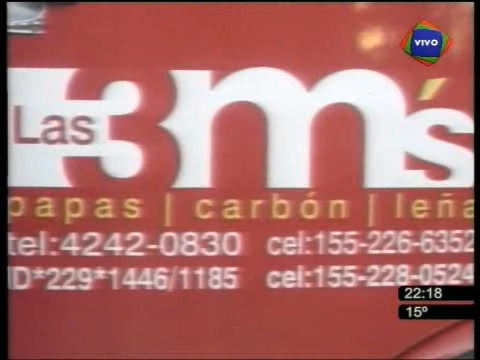 VIVO
Las 3m's
papas | carbón | leña
tel:4242-0830 cel:155-226-6352
ID*229*1446/1185 cel:155-228-0524
22:18
15º